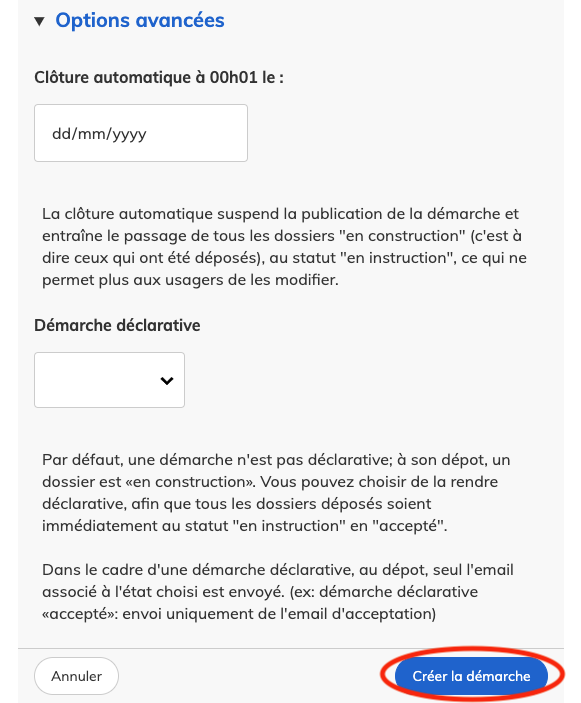 Options avancées
Clôture automatique à 00h01 le :
dd/mm/yyyy
La clôture automatique suspend la publication de la démarche et
entraîne le passage de tous les dossiers "en construction" (c'est à
dire ceux qui ont été déposés), au statut "en instruction", ce qui ne
permet plus aux usagers de les modifier.
Démarche déclarative
Par défaut, une démarche n'est pas déclarative; à son dépot, un
dossier est «en construction». Vous pouvez choisir de la rendre
déclarative, afin que tous les dossiers déposés soient
immédiatement au statut "en instruction" en "accepté".
Dans le cadre d'une démarche déclarative, au dépot, seul l'email
associé à l'état choisi est envoyé. (ex: démarche déclarative
«accepté»: envoi uniquement de l'email d'acceptation)
Annuler
Créer la démarche